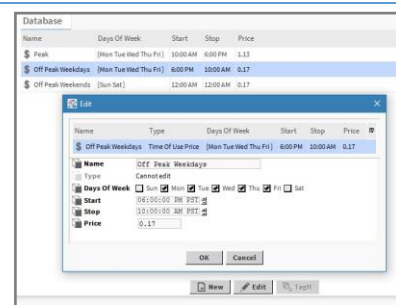 Database
Name Days Of Week Start Stop Price
$ Peak {Mon Tue Wed Thu Fri} 10:00 AM 6:00 PM 1.13
$ Off Peak Weekdays {Mon Tue Wed Thu Fri} 6:00 PM 10:00 AM 0.17
$ Off Peak Weekends {Sun Sat} 12:00 AM 12:00 AM 0.17
Edit
Name Type Days Of Week Start Stop Price
$ Off Peak Weekdays Time Of Use Price {Mon Tue Wed Thu Fri} 6:00 PM 10:00 AM 0.17
Name Off Peak Weekdays
Type Cannot edit
Days Of Week Sun Mon Tue Wed Thu Fri Sat
Start 06:00:00 PM PST
Stop 10:00:00 AM PST
Price 0.17
OK Cancel
New Edit TagIt